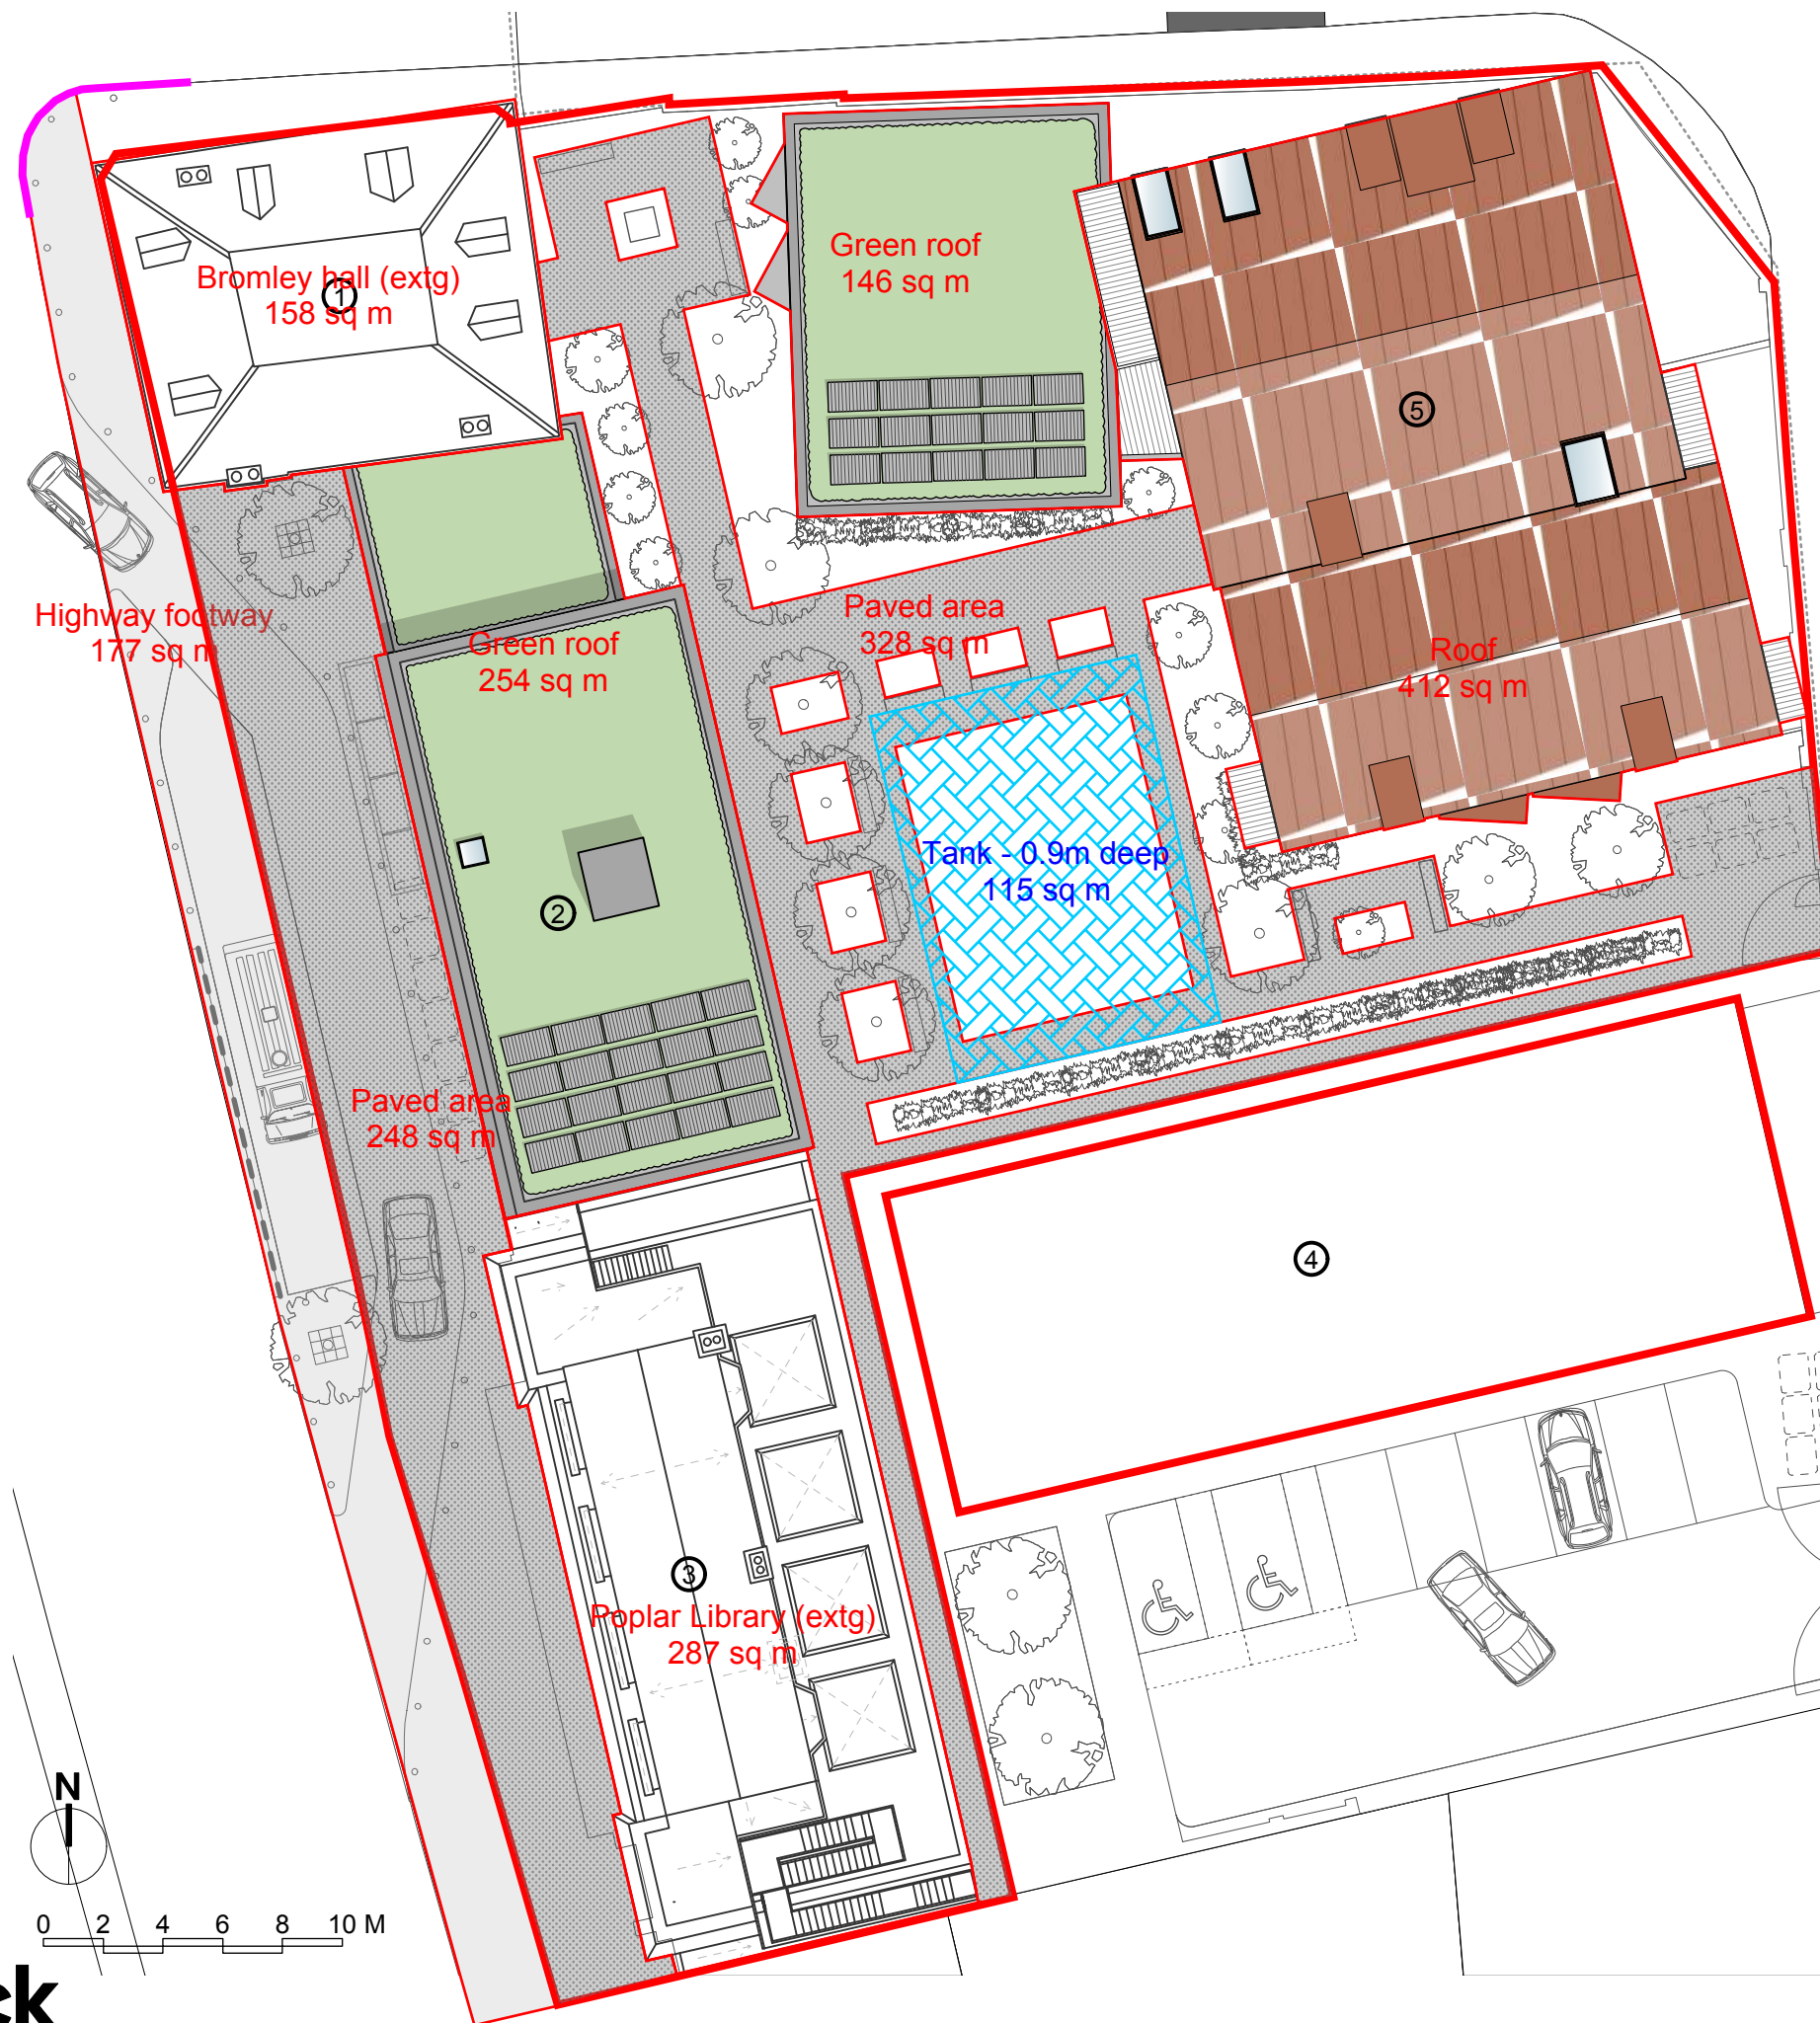 Green roof
146 sq m
Bromley hall (extg)
158 sq m
1
5
Highway footway
177 sq m
Paved area
328 sq m
Green roof
254 sq m
Roof
412 sq m
Tank - 0.9m deep
115 sq m
2
Paved area
248 sq m
4
3
Poplar Library (extg)
287 sq m
N
0 2 4 6 8 10 M
ck